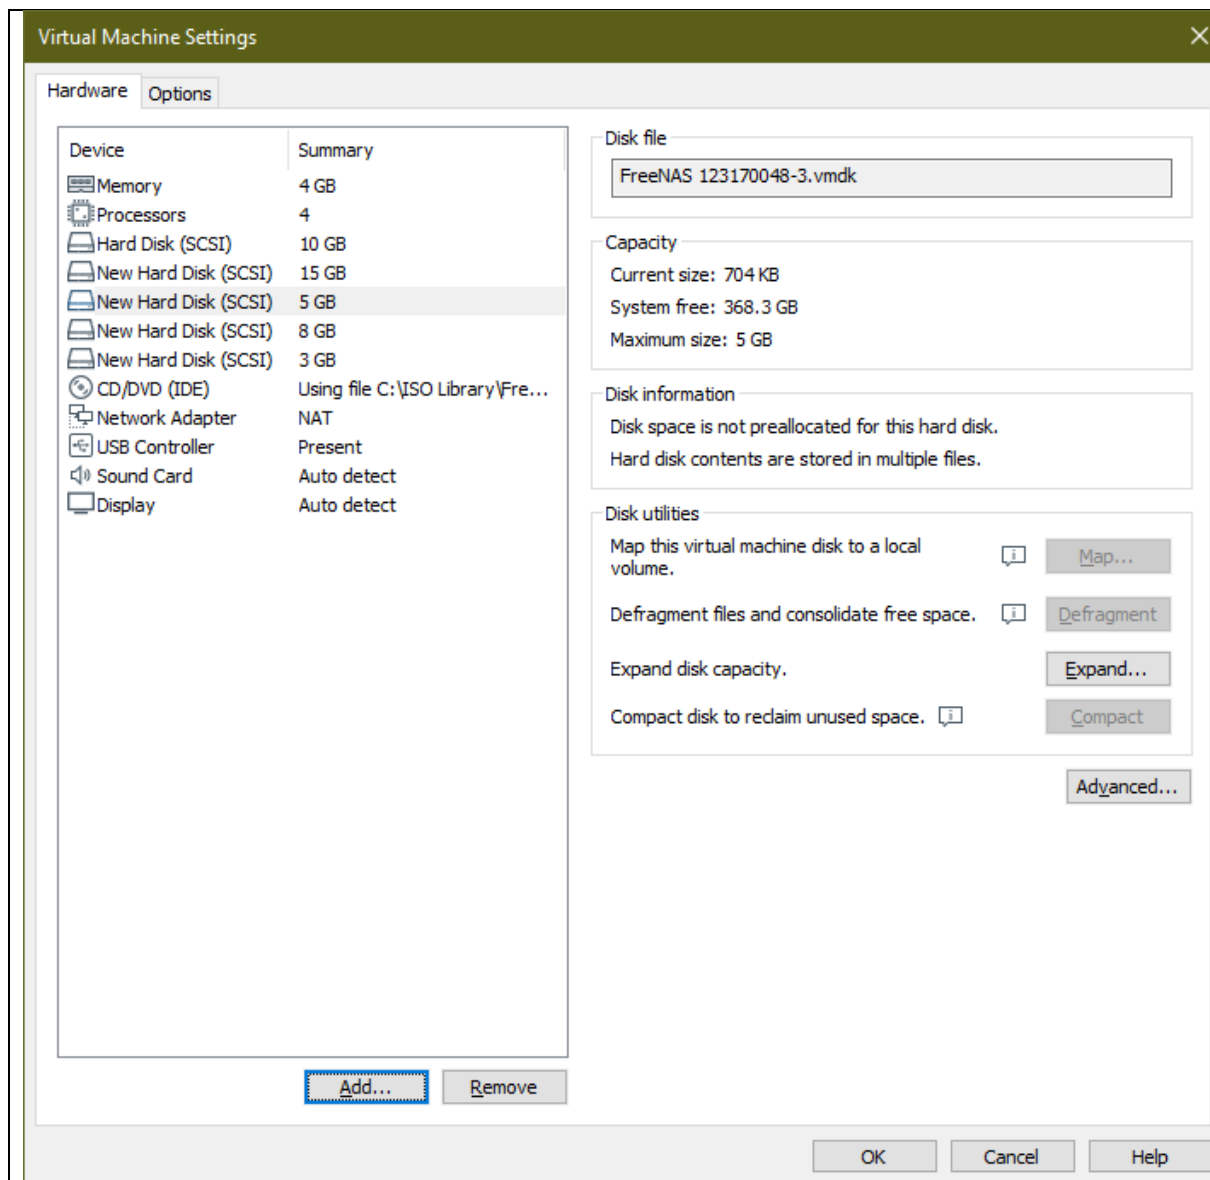 Virtual Machine Settings
Hardware
Options
Device Summary
Memory 4 GB
Processors 4
Hard Disk (SCSI) 10 GB
New Hard Disk (SCSI) 15 GB
New Hard Disk (SCSI) 5 GB
New Hard Disk (SCSI) 8 GB
New Hard Disk (SCSI) 3 GB
CD/DVD (IDE) Using file C:\ISO Library\Fre...
Network Adapter NAT
USB Controller Present
Sound Card Auto detect
Display Auto detect
Add... Remove
Disk file
FreeNAS 123170048-3.vmdk
Capacity
Current size: 704 KB
System free: 368.3 GB
Maximum size: 5 GB
Disk information
Disk space is not preallocated for this hard disk.
Hard disk contents are stored in multiple files.
Disk utilities
Map this virtual machine disk to a local
volume.
Map...
Defragment files and consolidate free space. Defragment
Expand disk capacity. Expand...
Compact disk to reclaim unused space. Compact
Advanced...
OK Cancel Help